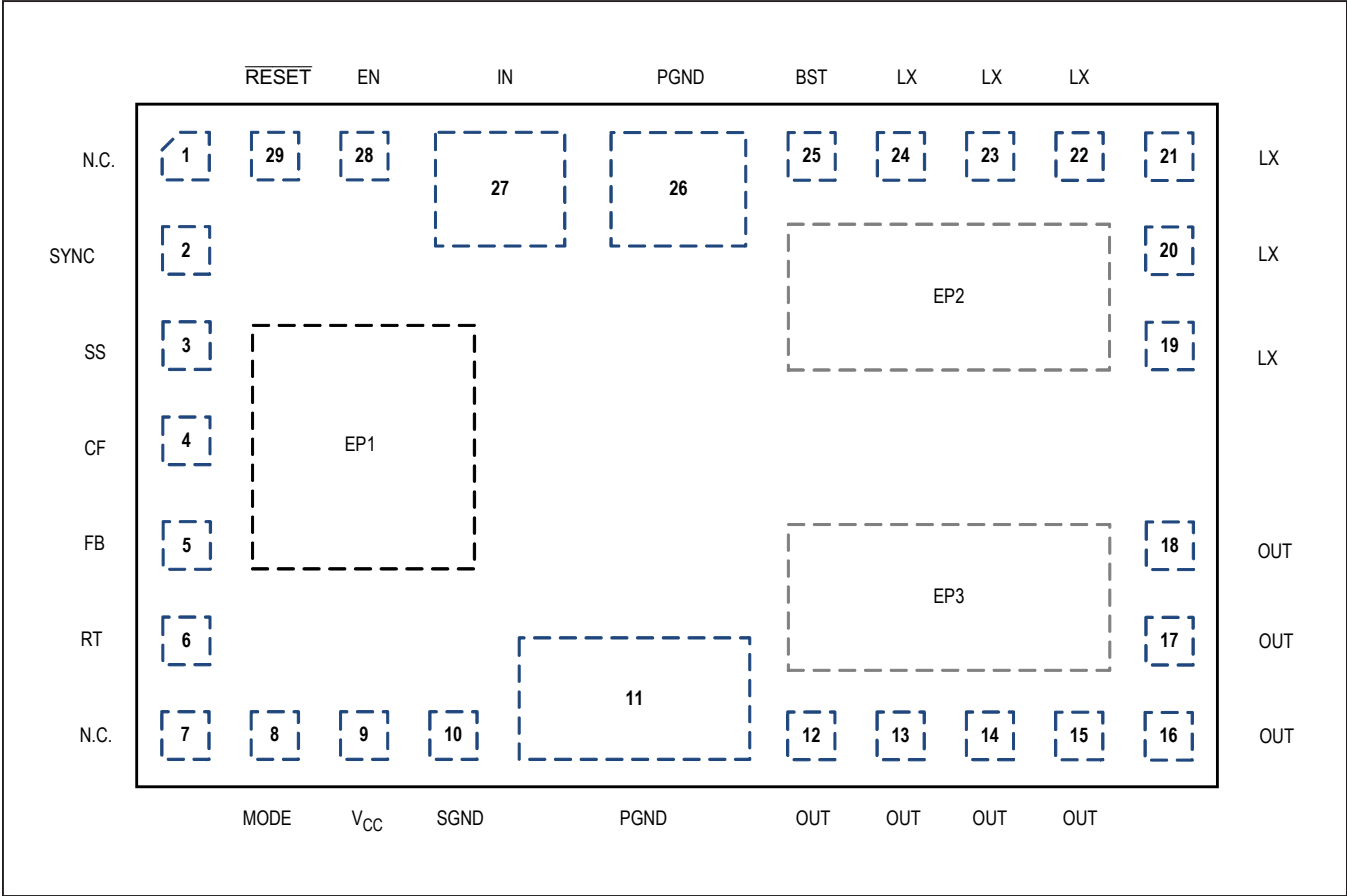 RESET EN IN PGND BST LX LX LX
N.C. 1 29 28 27 26 25 24 23 22 21 LX
SYNC 2 20 LX
EP2
SS 3 19 LX
CF 4 EP1
FB 5 18 OUT
EP3
RT 6 17 OUT
11
N.C. 7 8 9 10 12 13 14 15 16 OUT
MODE VCC SGND PGND OUT OUT OUT OUT